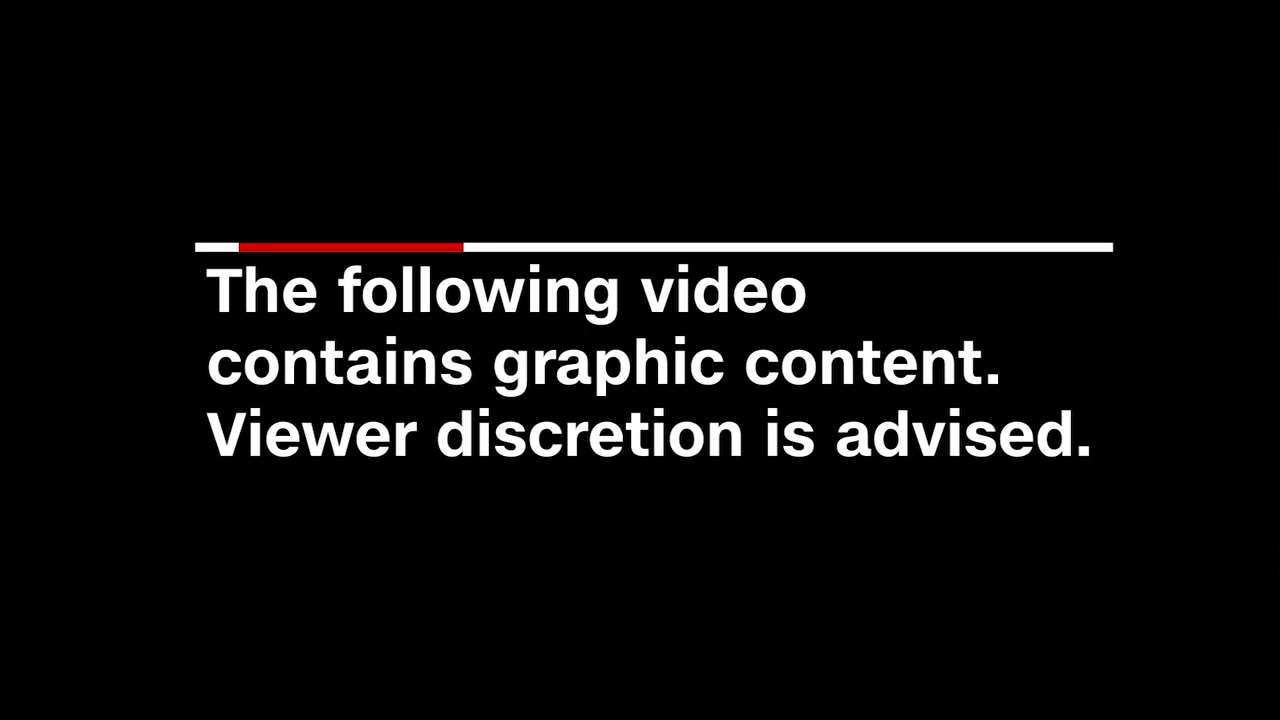 The following video
contains graphic content.
Viewer discretion is advised.